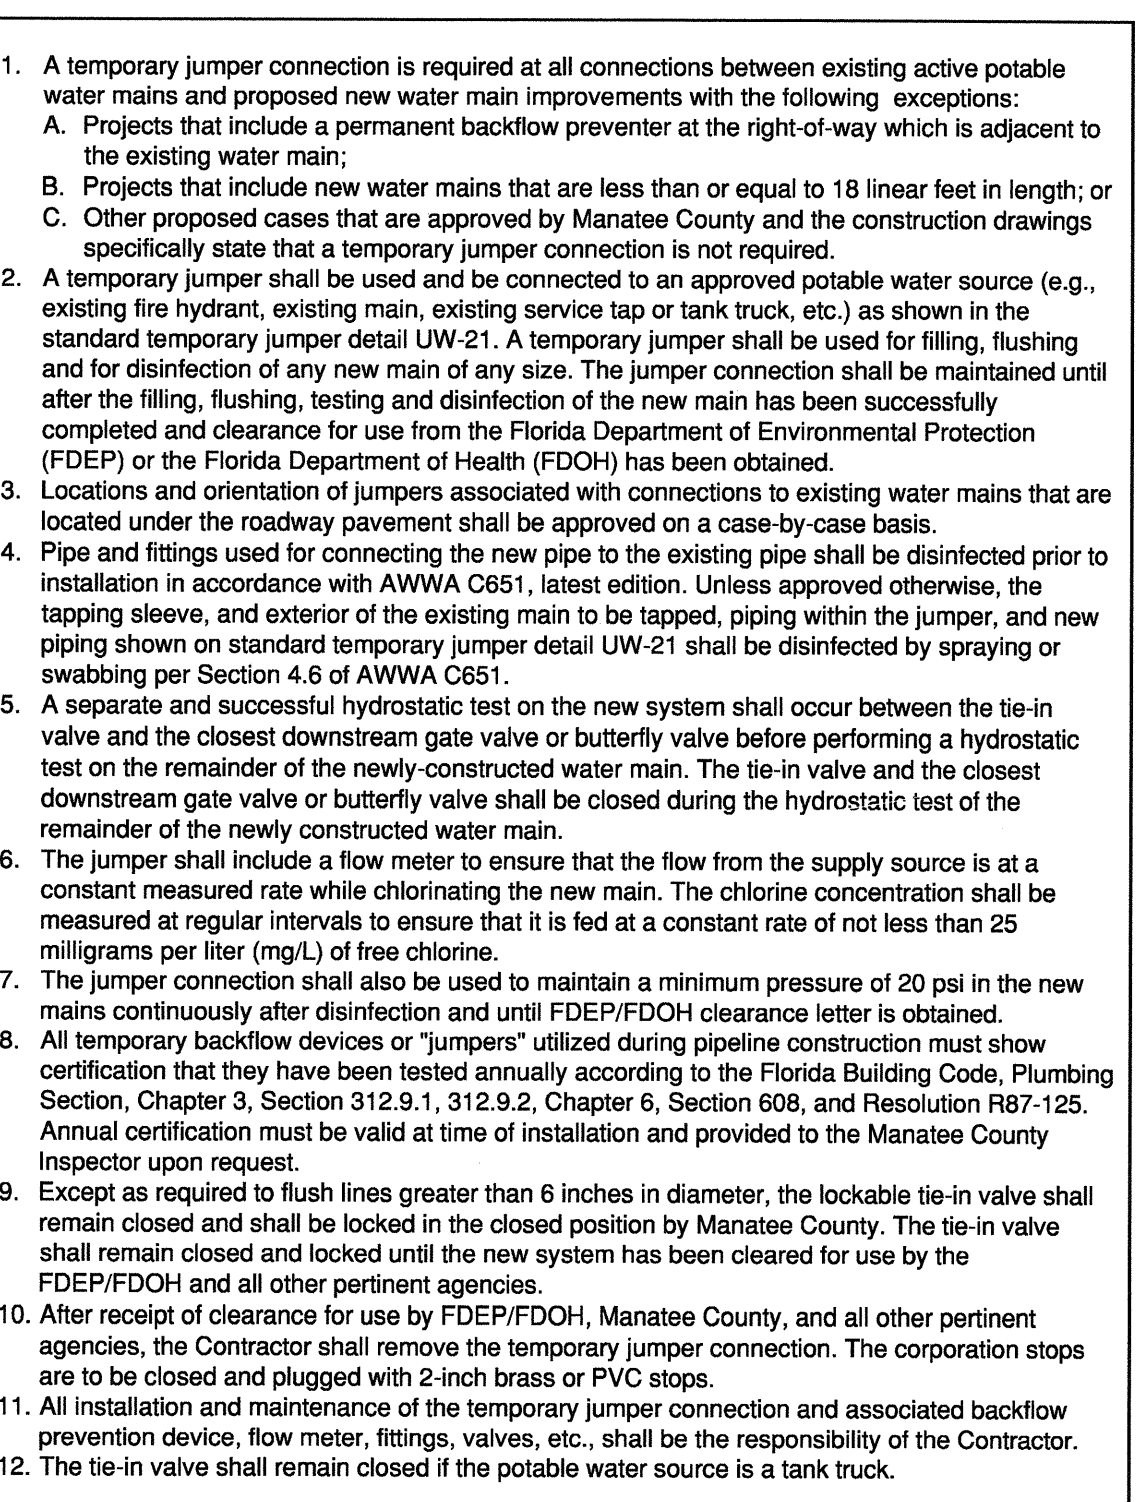 1. A temporary jumper connection is required at all connections between existing active potable
water mains and proposed new water main improvements with the following exceptions:
A. Projects that include a permanent backflow preventer at the right-of-way which is adjacent to
the existing water main;
B. Projects that include new water mains that are less than or equal to 18 linear feet in length; or
C. Other proposed cases that are approved by Manatee County and the construction drawings
specifically state that a temporary jumper connection is not required.
2. A temporary jumper shall be used and be connected to an approved potable water source (e.g.,
existing fire hydrant, existing main, existing service tap or tank truck, etc.) as shown in the
standard temporary jumper detail UW-21. A temporary jumper shall be used for filling, flushing
and for disinfection of any new main of any size. The jumper connection shall be maintained until
after the filling, flushing, testing and disinfection of the new main has been successfully
completed and clearance for use from the Florida Department of Environmental Protection
(FDEP) or the Florida Department of Health (FDOH) has been obtained.
3. Locations and orientation of jumpers associated with connections to existing water mains that are
located under the roadway pavement shall be approved on a case-by-case basis.
4. Pipe and fittings used for connecting the new pipe to the existing pipe shall be disinfected prior to
installation in accordance with AWWA C651, latest edition. Unless approved otherwise, the
tapping sleeve, and exterior of the existing main to be tapped, piping within the jumper, and new
piping shown on standard temporary jumper detail UW-21 shall be disinfected by spraying or
swabbing per Section 4.6 of AWWA C651.
5. A separate and successful hydrostatic test on the new system shall occur between the tie-in
valve and the closest downstream gate valve or butterfly valve before performing a hydrostatic
test on the remainder of the newly-constructed water main. The tie-in valve and the closest
downstream gate valve or butterfly valve shall be closed during the hydrostatic test of the
remainder of the newly constructed water main.
6. The jumper shall include a flow meter to ensure that the flow from the supply source is at a
constant measured rate while chlorinating the new main. The chlorine concentration shall be
measured at regular intervals to ensure that it is fed at a constant rate of not less than 25
milligrams per liter (mg/L) of free chlorine.
7. The jumper connection shall also be used to maintain a minimum pressure of 20 psi in the new
mains continuously after disinfection and until FDEP/FDOH clearance letter is obtained.
8. All temporary backflow devices or "jumpers" utilized during pipeline construction must show
certification that they have been tested annually according to the Florida Building Code, Plumbing
Section, Chapter 3, Section 312.9.1, 312.9.2, Chapter 6, Section 608, and Resolution R87-125.
Annual certification must be valid at time of installation and provided to the Manatee County
Inspector upon request.
9. Except as required to flush lines greater than 6 inches in diameter, the lockable tie-in valve shall
remain closed and shall be locked in the closed position by Manatee County. The tie-in valve
shall remain closed and locked until the new system has been cleared for use by the
FDEP/FDOH and all other pertinent agencies.
10. After receipt of clearance for use by FDEP/FDOH, Manatee County, and all other pertinent
agencies, the Contractor shall remove the temporary jumper connection. The corporation stops
are to be closed and plugged with 2-inch brass or PVC stops.
11. All installation and maintenance of the temporary jumper connection and associated backflow
prevention device, flow meter, fittings, valves, etc., shall be the responsibility of the Contractor.
12. The tie-in valve shall remain closed if the potable water source is a tank truck.